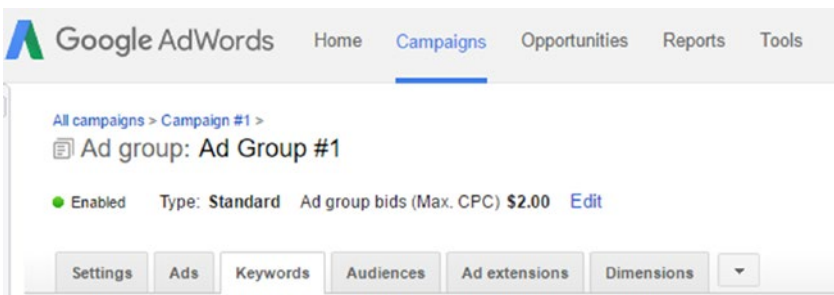 Google AdWords Home Campaigns Opportunities Reports Tools
All campaigns > Campaign #1 >
Ad group: Ad Group #1
Enabled Type: Standard Ad group bids (Max. CPC) $2.00 Edit
Settings Ads Keywords Audiences Ad extensions Dimensions